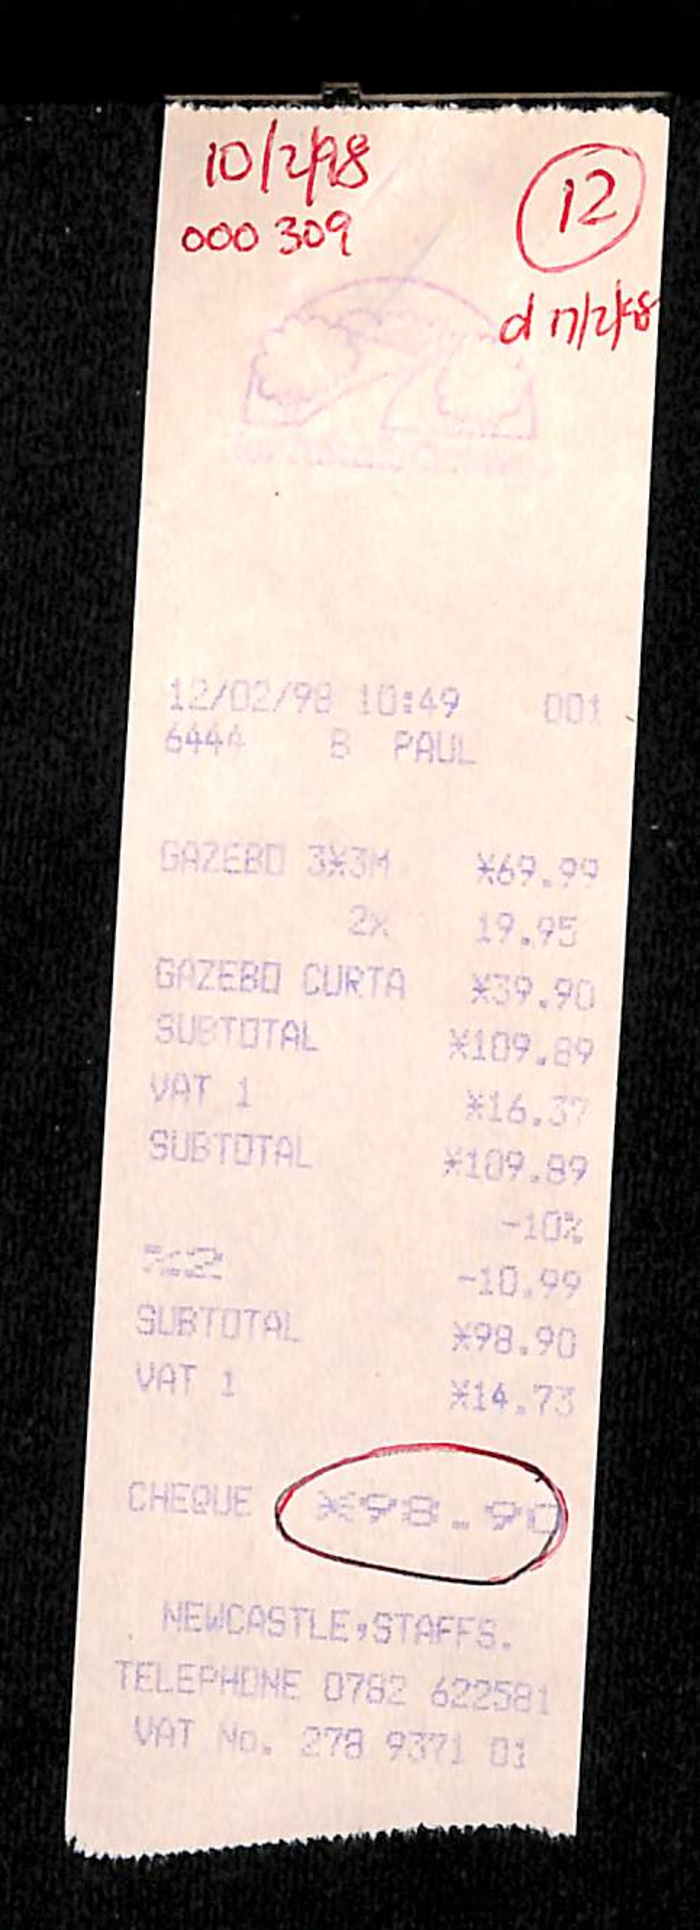 10/2/98
12
000 309
d 17/2/98
12/02/98 10:49 001
6444 B PAUL
GAZEBO 3*3M *69.99
2X 19.95
GAZEBO CURTA *39.90
SUBTOTAL *109.89
VAT 1 *16.37
SUBTOTAL *109.89
-10%
%2 -10.99
SUBTOTAL *98.90
VAT 1 *14.73
CHEQUE *98.90
NEWCASTLE,STAFFS.
TELEPHONE 0782 622581
VAT No. 278 9371 01